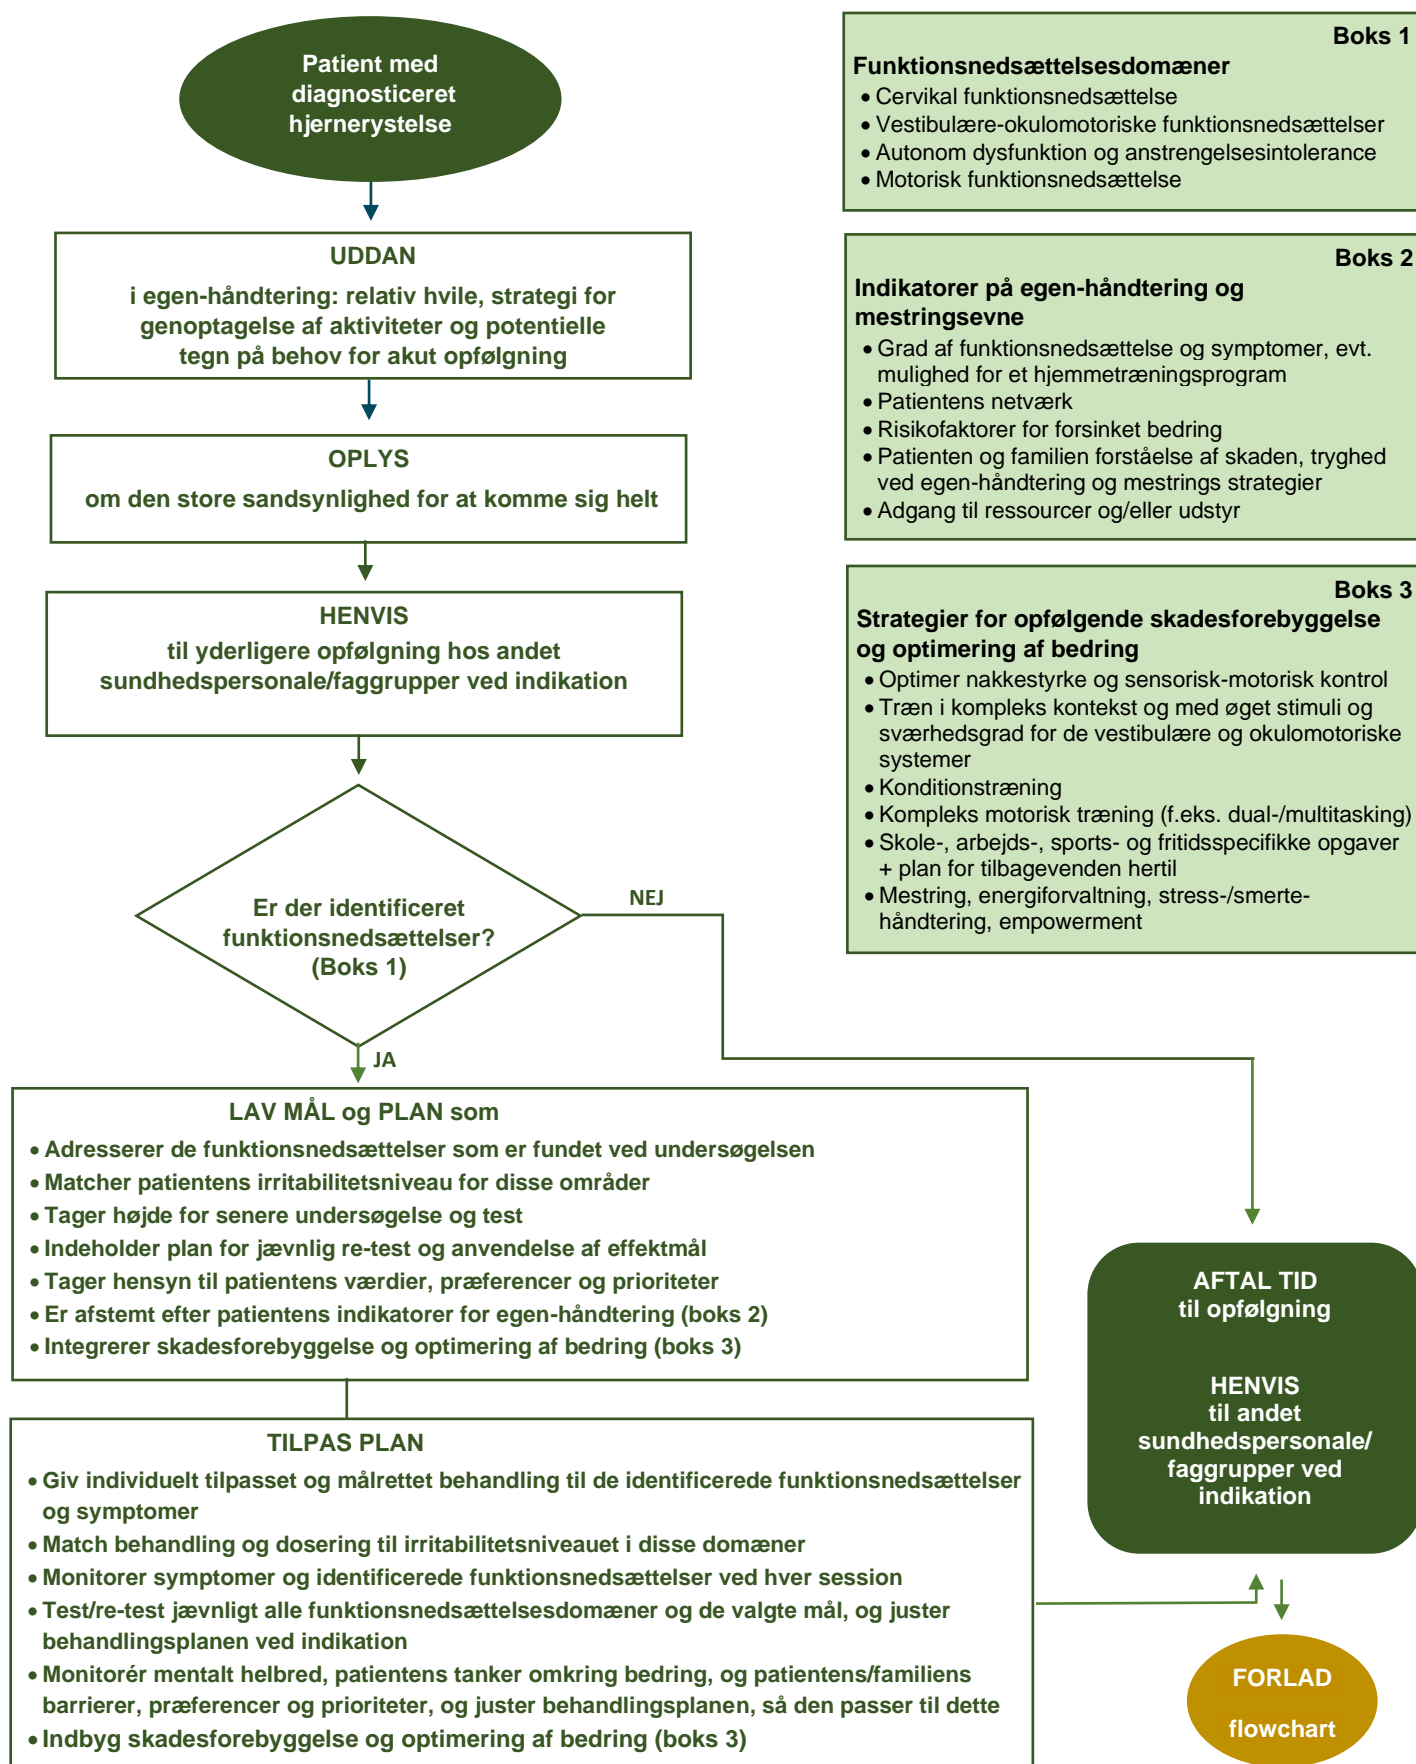 Patient med
diagnosticeret
hjernerystelse
UDDAN
i egen-håndtering: relativ hvile, strategi for
genoptagelse af aktiviteter og potentielle
tegn på behov for akut opfølgning
OPLYS
om den store sandsynlighed for at komme sig helt
HENVIS
til yderligere opfølgning hos andet
sundhedspersonale/faggrupper ved indikation
Er der identificeret
funktionsnedsættelser?
(Boks 1)
NEJ
JA
LAV MÅL og PLAN som
• Adresserer de funktionsnedsættelser som er fundet ved undersøgelsen
• Matcher patientens irritabilitetsniveau for disse områder
• Tager højde for senere undersøgelse og test
• Indeholder plan for jævnlig re-test og anvendelse af effektmål
• Tager hensyn til patientens værdier, præferencer og prioriteter
• Er afstemt efter patientens indikatorer for egen-håndtering (boks 2)
• Integrerer skadesforebyggelse og optimering af bedring (boks 3)
TILPAS PLAN
• Giv individuelt tilpasset og målrettet behandling til de identificerede funktionsnedsættelser
og symptomer
• Match behandling og dosering til irritabilitetsniveauet i disse domæner
• Monitorer symptomer og identificerede funktionsnedsættelser ved hver session
• Test/re-test jævnligt alle funktionsnedsættelsesdomæner og de valgte mål, og juster
behandlingsplanen ved indikation
• Monitorér mentalt helbred, patientens tanker omkring bedring, og patientens/familiens
barrierer, præferencer og prioriteter, og juster behandlingsplanen, så den passer til dette
• Indbyg skadesforebyggelse og optimering af bedring (boks 3)
Boks 1
Funktionsnedsættelsesdomæner
• Cervikal funktionsnedsættelse
• Vestibulære-okulomotoriske funktionsnedsættelser
• Autonom dysfunktion og anstrengelsesintolerance
• Motorisk funktionsnedsættelse
Boks 2
Indikatorer på egen-håndtering og
mestringsevne
• Grad af funktionsnedsættelse og symptomer, evt.
mulighed for et hjemmetræningsprogram
• Patientens netværk
• Risikofaktorer for forsinket bedring
• Patienten og familien forståelse af skaden, tryghed
ved egen-håndtering og mestrings strategier
• Adgang til ressourcer og/eller udstyr
Boks 3
Strategier for opfølgende skadesforebyggelse
og optimering af bedring
• Optimer nakkestyrke og sensorisk-motorisk kontrol
• Træn i kompleks kontekst og med øget stimuli og
sværhedsgrad for de vestibulære og okulomotoriske
systemer
• Konditionstræning
• Kompleks motorisk træning (f.eks. dual-/multitasking)
• Skole-, arbejds-, sports- og fritidsspecifikke opgaver
+ plan for tilbagevenden hertil
• Mestring, energiforvaltning, stress-/smerte-
håndtering, empowerment
AFTAL TID
til opfølgning
HENVIS
til andet
sundhedspersonale/
faggrupper ved
indikation
FORLAD
flowchart